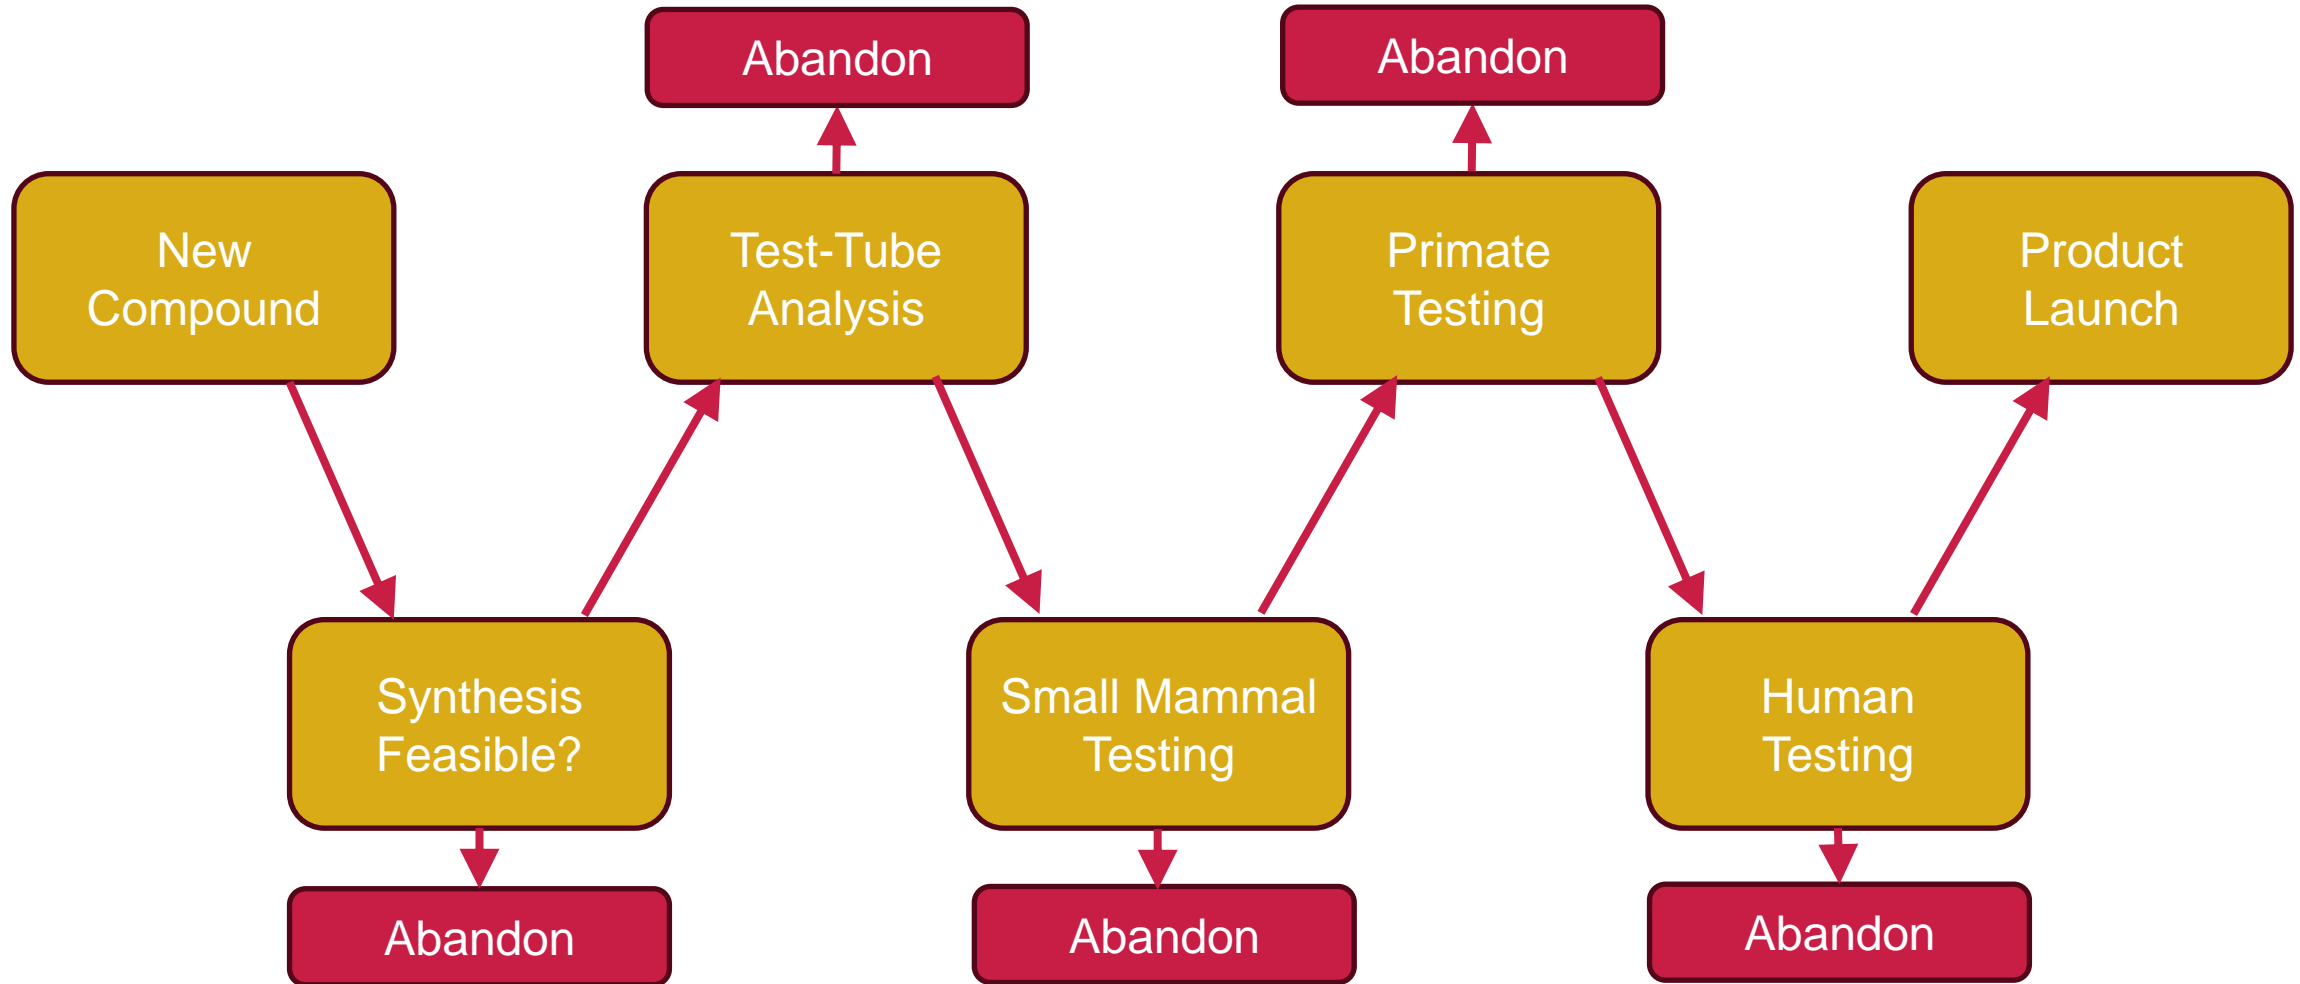 Abandon
Abandon
New
Compound
Test-Tube
Analysis
Primate
Testing
Product
Launch
Synthesis
Feasible?
Small Mammal
Testing
Human
Testing
Abandon
Abandon
Abandon